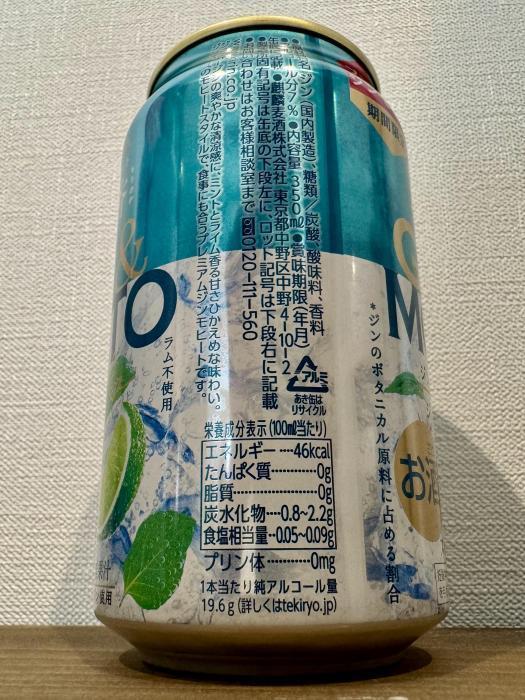 名ジン(国内製造)、糖類/炭酸、酸味料、香料
ール分7%●内容量350ml●賞味期限(年月)
●麒麟麦酒株式会社 東京都中野区中野4-10-2
固有記号は缶底の下段左に、ロット記号は下段右に記載
合わせはお客様相談室まで 0120-111-560
.co.jp
の爽やかな清涼感に、ミントとライム香る甘さひかえめな味わい。
のモヒートスタイルで、食事にも合うプレミアムジンモヒートです。
&
TO
ラム不使用
アルミ
あき缶は
リサイクル
栄養成分表示(100ml当たり)
エネルギー····46kcal
たんぱく質············0g
脂質·····················0g
炭水化物····0.8~2.2g
食塩相当量··0.05~0.09g
プリン体············0mg
1本当たり純アルコール量
19.6g(詳しくはtekiryo.jp)
期間限
M
*ジンのボタニカル原料に占める割合
お酒
果汁
使用